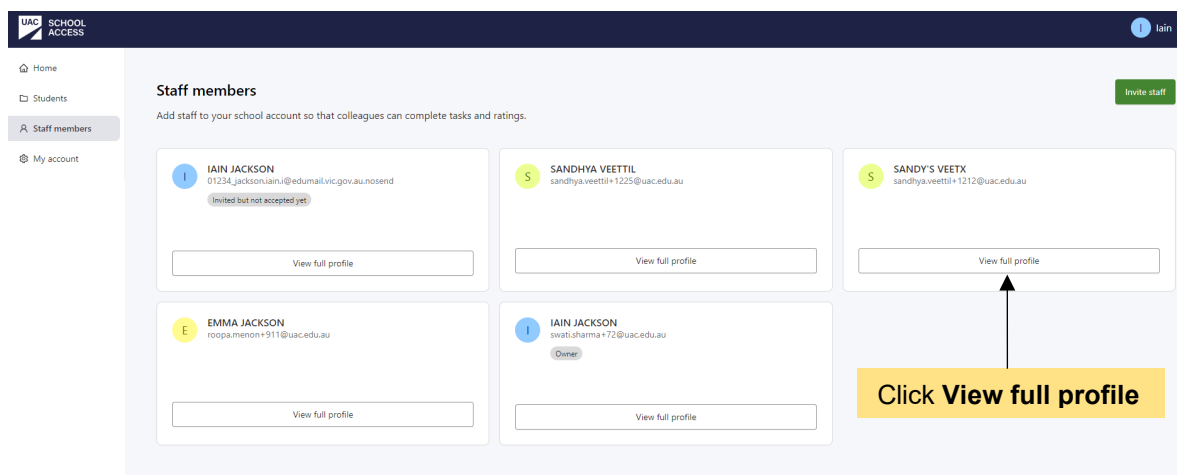 UAC SCHOOL
ACCESS
I Iain
Home
Students
Staff members
My account
Staff members
Invite staff
Add staff to your school account so that colleagues can complete tasks and ratings.
I IAIN JACKSON
01234_jackson.iain.i@edumail.vic.gov.au.nosend
Invited but not accepted yet
View full profile
S SANDHYA VEETTIL
sandhya.veettil+1225@uac.edu.au
View full profile
S SANDY'S VEETX
sandhya.veettil+1212@uac.edu.au
View full profile
E EMMA JACKSON
roopa.menon+911@uac.edu.au
View full profile
I IAIN JACKSON
swati.sharma+72@uac.edu.au
Owner
View full profile
Click View full profile